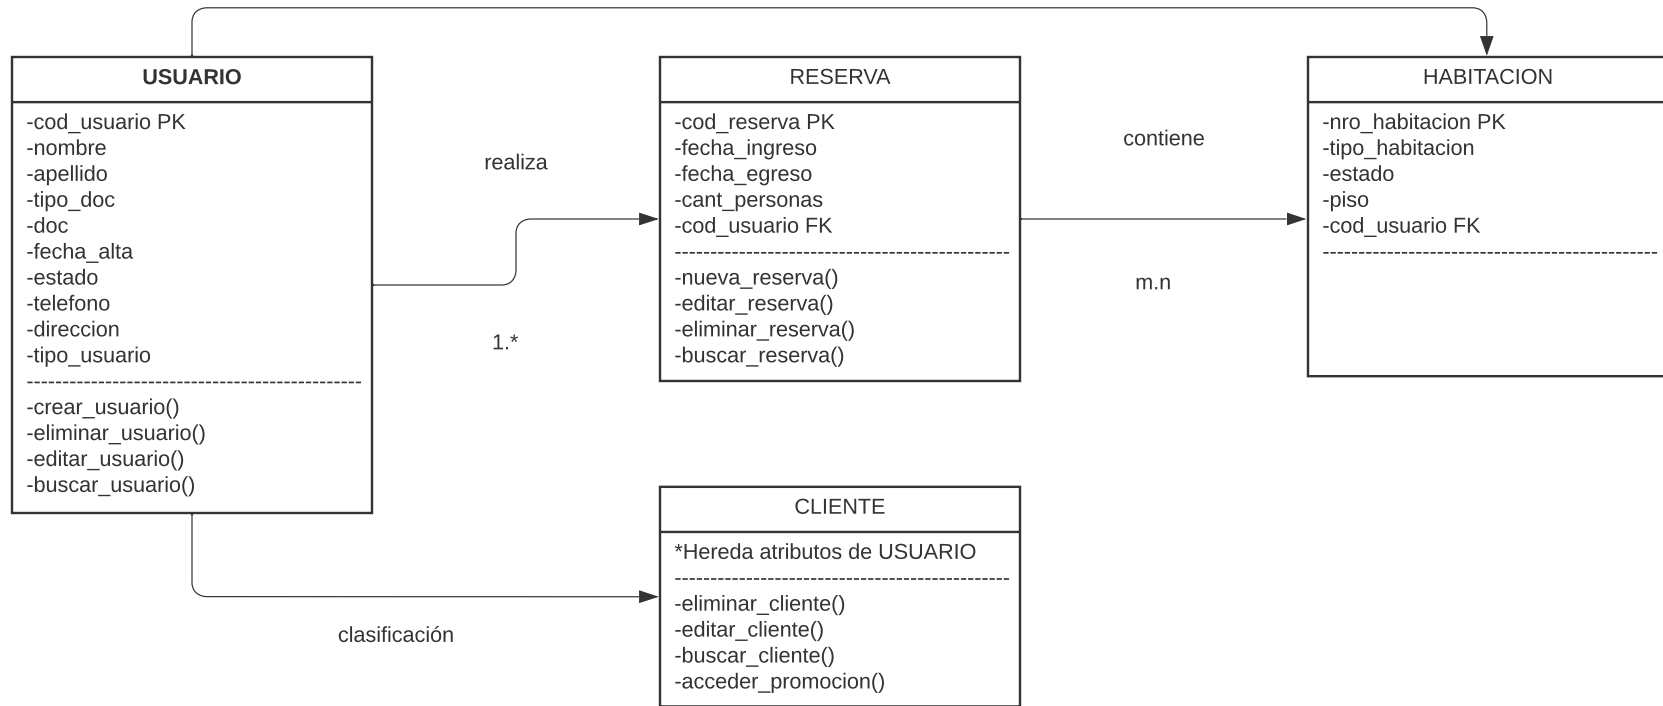 USUARIO
-cod_usuario PK
-nombre
-apellido
-tipo_doc
-doc
-fecha_alta
-estado
-telefono
-direccion
-tipo_usuario
-----------------------------------------------
-crear_usuario()
-eliminar_usuario()
-editar_usuario()
-buscar_usuario()
realiza
1.*
RESERVA
-cod_reserva PK
-fecha_ingreso
-fecha_egreso
-cant_personas
-cod_usuario FK
-----------------------------------------------
-nueva_reserva()
-editar_reserva()
-eliminar_reserva()
-buscar_reserva()
contiene
m.n
HABITACION
-nro_habitacion PK
-tipo_habitacion
-estado
-piso
-cod_usuario FK
-----------------------------------------------
clasificación
CLIENTE
*Hereda atributos de USUARIO
-----------------------------------------------
-eliminar_cliente()
-editar_cliente()
-buscar_cliente()
-acceder_promocion()